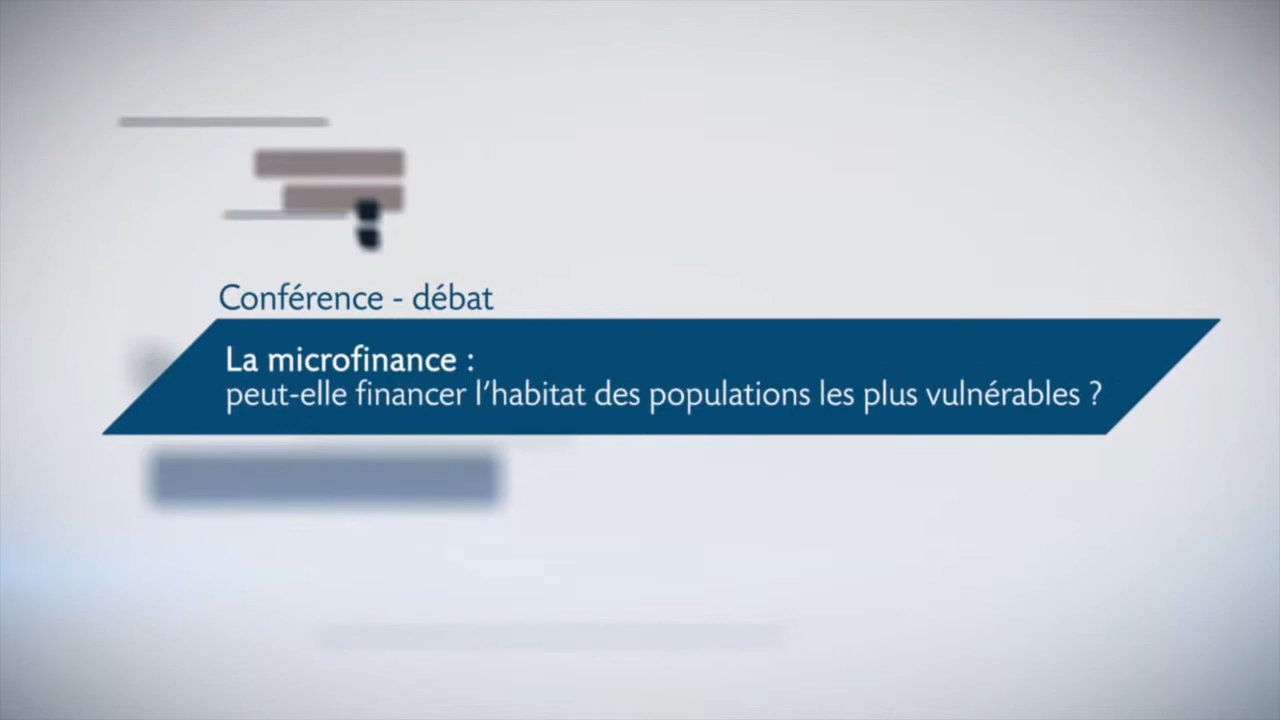 Conférence - débat
La microfinance :
peut-elle financer l'habitat des populations les plus vulnérables ?